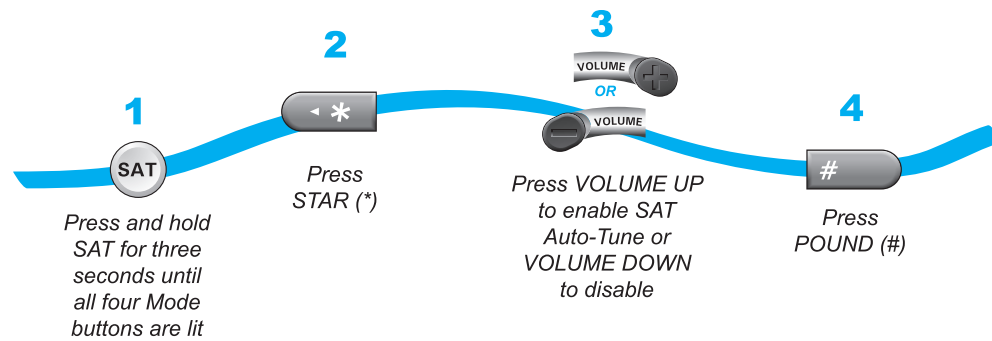 1
SAT
Press and hold
SAT for three
seconds until
all four Mode
buttons are lit
2
*
Press
STAR (*)
3
VOLUME +
OR
− VOLUME
Press VOLUME UP
to enable SAT
Auto-Tune or
VOLUME DOWN
to disable
4
#
Press
POUND (#)